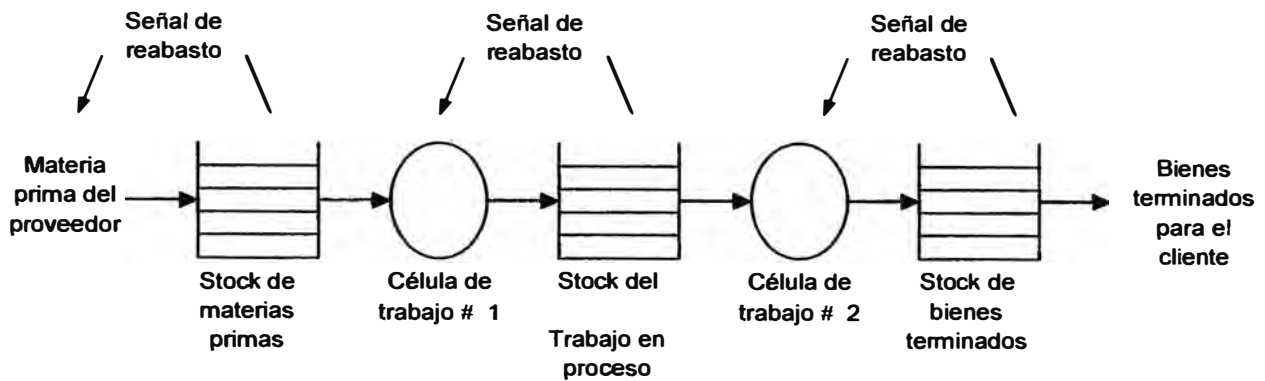 Señal de
reabasto
Señal de
reabasto
Señal de
reabasto
Materia
prima del
proveedor
Bienes
terminados
para el
cliente
Stock de
materias
primas
Célula de
trabajo # 1
Stock del
Trabajo en
proceso
Célula de
trabajo # 2
Stock de
bienes
terminados